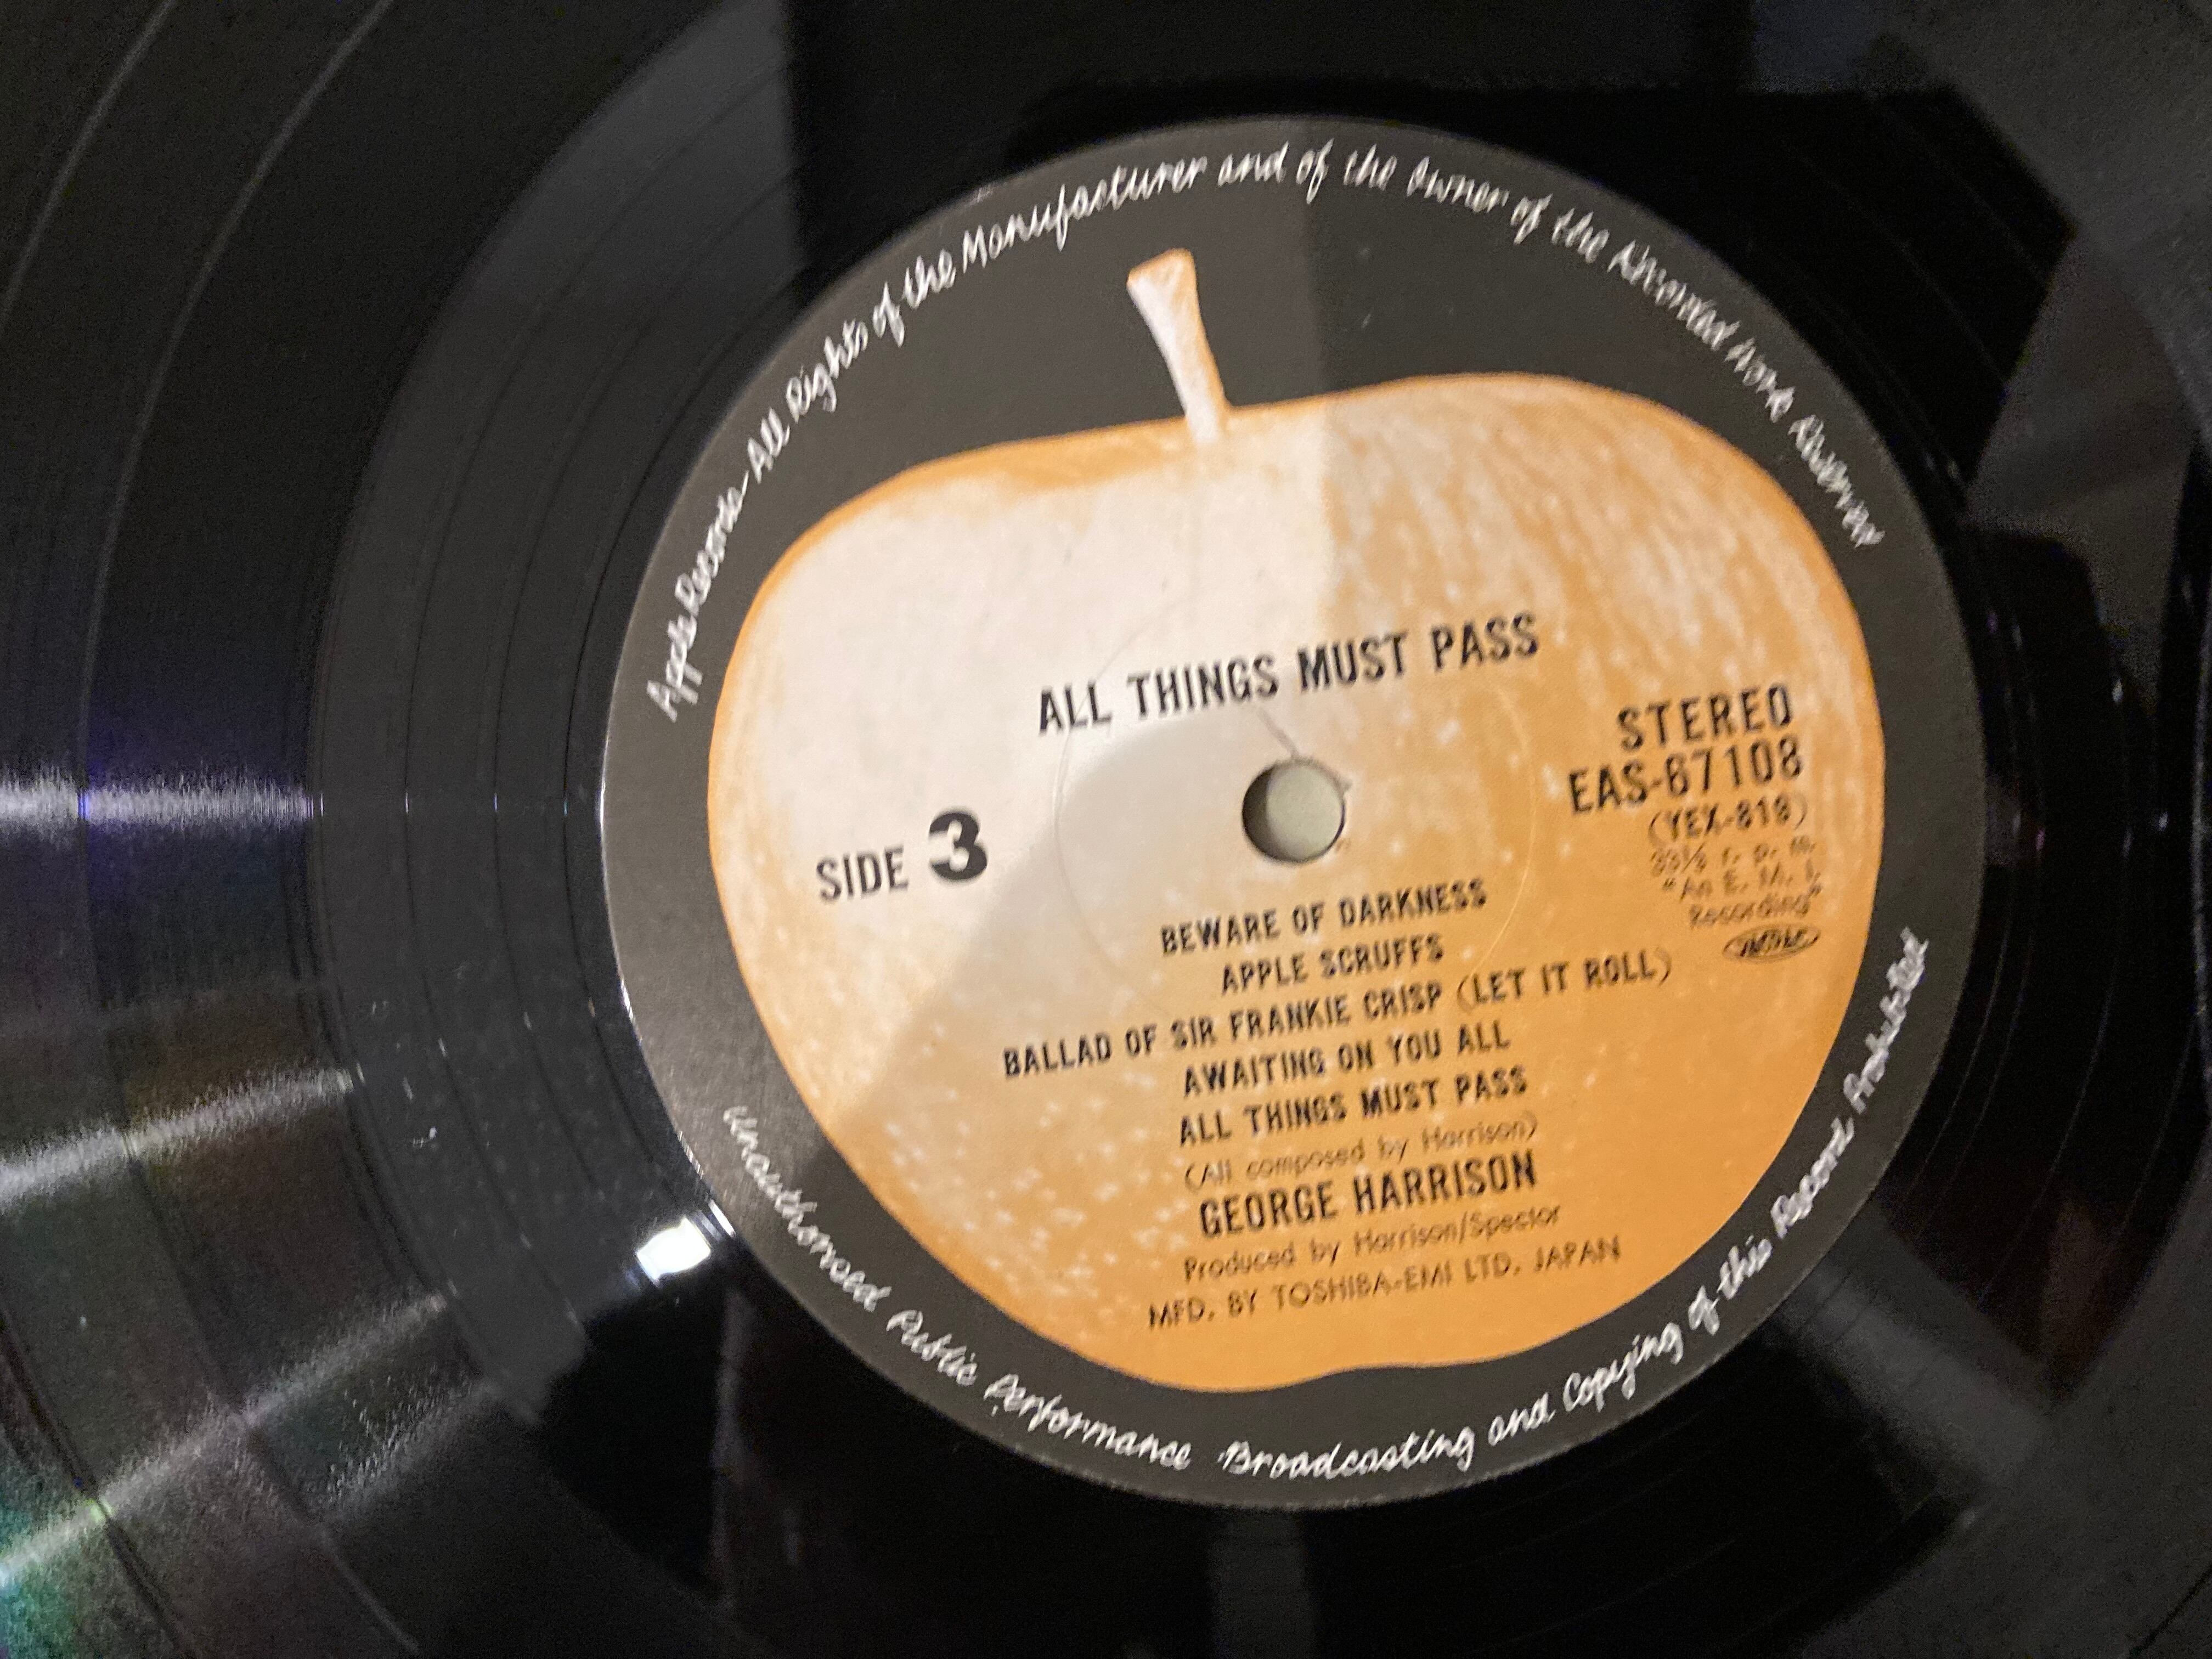 Apple Records-All Rights of the Manufacturer and of the Owner of the Recorded Work Reserved
ALL THINGS MUST PASS
STEREO
EAS-67108
(YEX-818)
33⅓ r. p. m.
"An E. M. I.
Recording"
SIDE 3
BEWARE OF DARKNESS
APPLE SCRUFFS
BALLAD OF SIR FRANKIE CRISP (LET IT ROLL)
AWAITING ON YOU ALL
ALL THINGS MUST PASS
(All composed by Harrison)
GEORGE HARRISON
Produced by Harrison/Spector
MFD. BY TOSHIBA-EMI LTD. JAPAN
Unauthorised Public Performance Broadcasting and Copying of this Record Prohibited